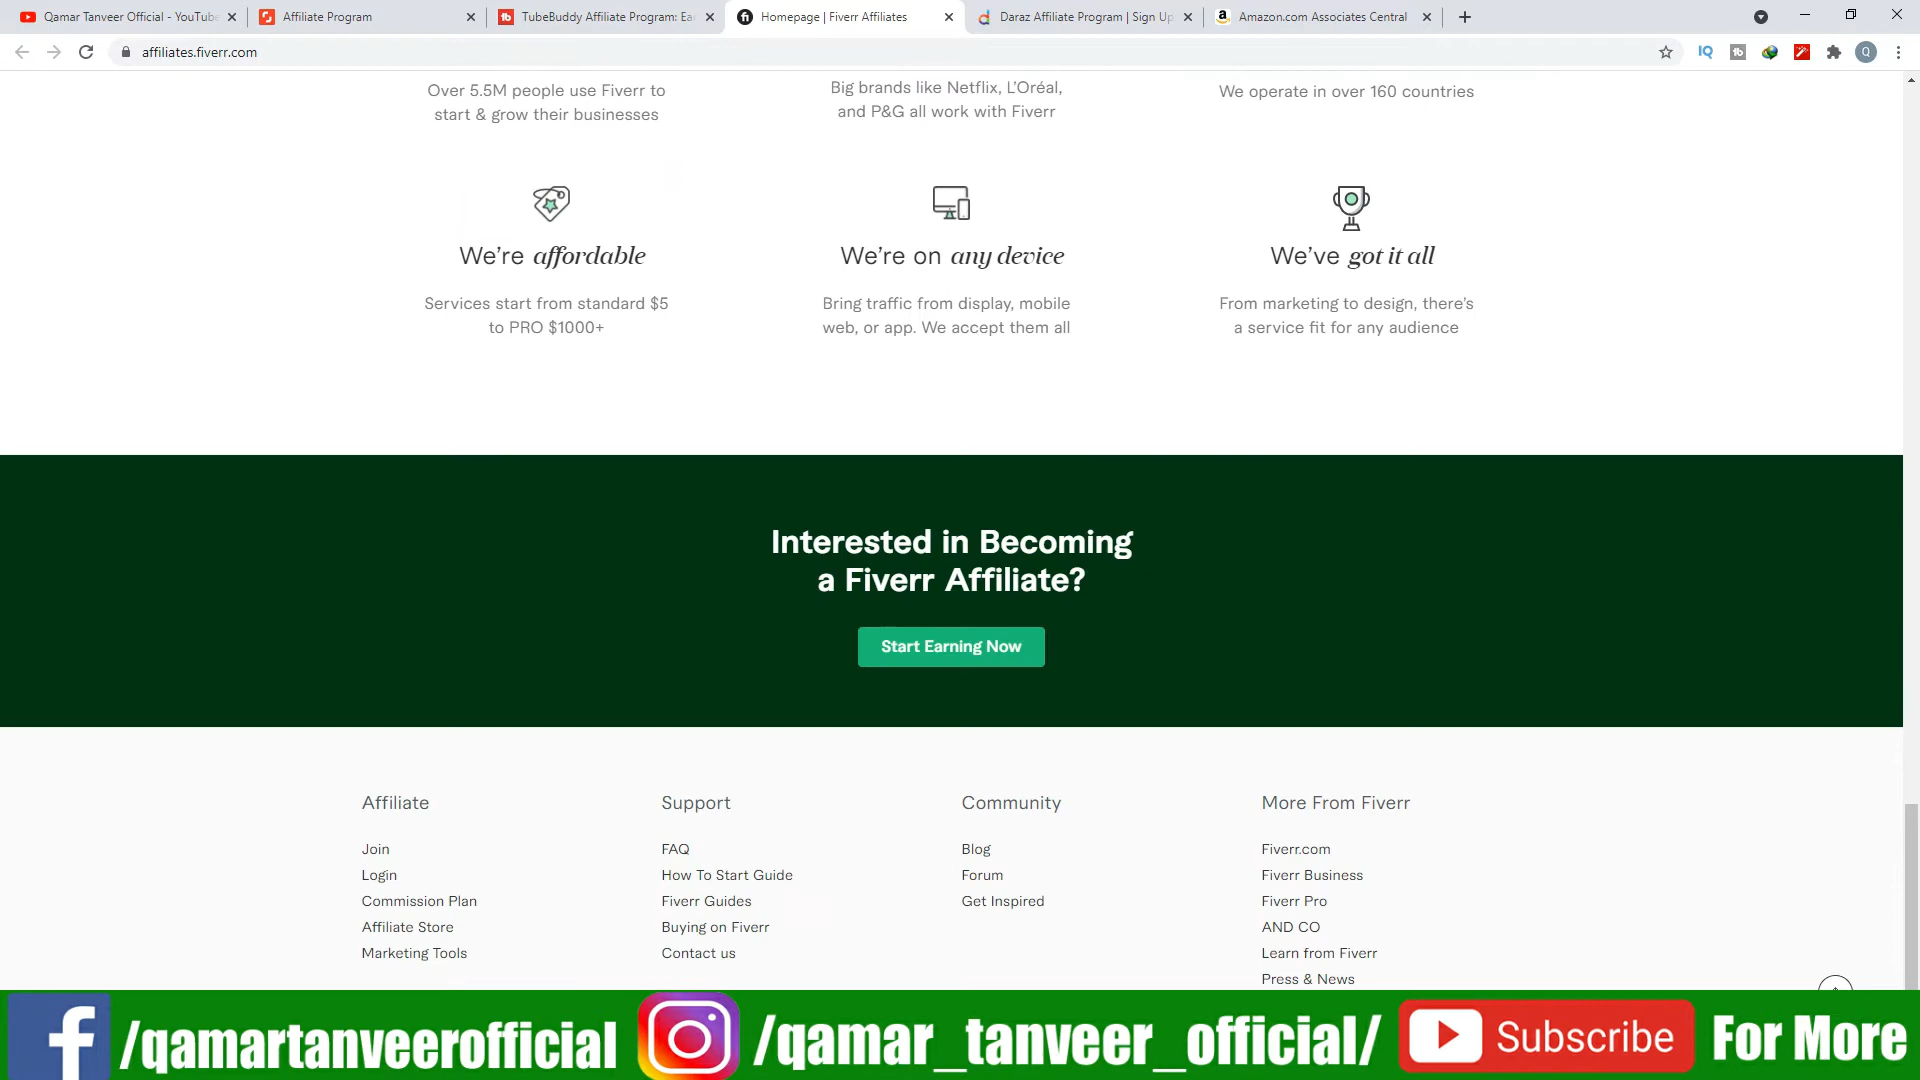 Qamar Tanveer Official - YouTube
Affiliate Program
TubeBuddy Affiliate Program: Ear
Homepage | Fiverr Affiliates
Daraz Affiliate Program | Sign Up
Amazon.com Associates Central
affiliates.fiverr.com
Over 5.5M people use Fiverr to
start & grow their businesses
Big brands like Netflix, L'Oréal,
and P&G all work with Fiverr
We operate in over 160 countries
We're affordable
Services start from standard $5
to PRO $1000+
We're on any device
Bring traffic from display, mobile
web, or app. We accept them all
We've got it all
From marketing to design, there's
a service fit for any audience
Interested in Becoming
a Fiverr Affiliate?
Start Earning Now
Affiliate
Join
Login
Commission Plan
Affiliate Store
Marketing Tools
Support
FAQ
How To Start Guide
Fiverr Guides
Buying on Fiverr
Contact us
Community
Blog
Forum
Get Inspired
More From Fiverr
Fiverr.com
Fiverr Business
Fiverr Pro
AND CO
Learn from Fiverr
Press & News
/qamartanveerofficial
/qamar_tanveer_official/
Subscribe
For More